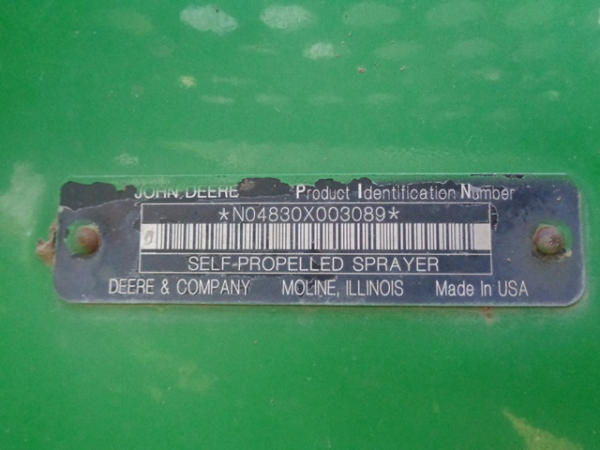 JOHN DEERE Product Identification Number
*N04830X003089*
SELF-PROPELLED SPRAYER
DEERE & COMPANY MOLINE, ILLINOIS Made In USA